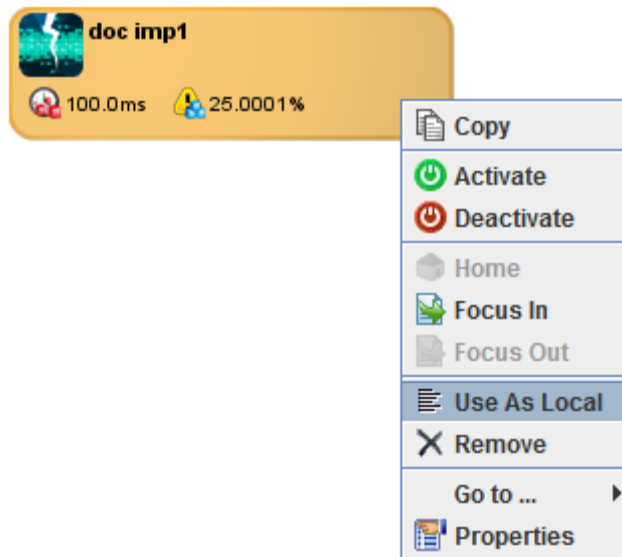 doc imp1
100.0ms 25.0001%
Copy
Activate
Deactivate
Home
Focus In
Focus Out
Use As Local
Remove
Go to ...
Properties